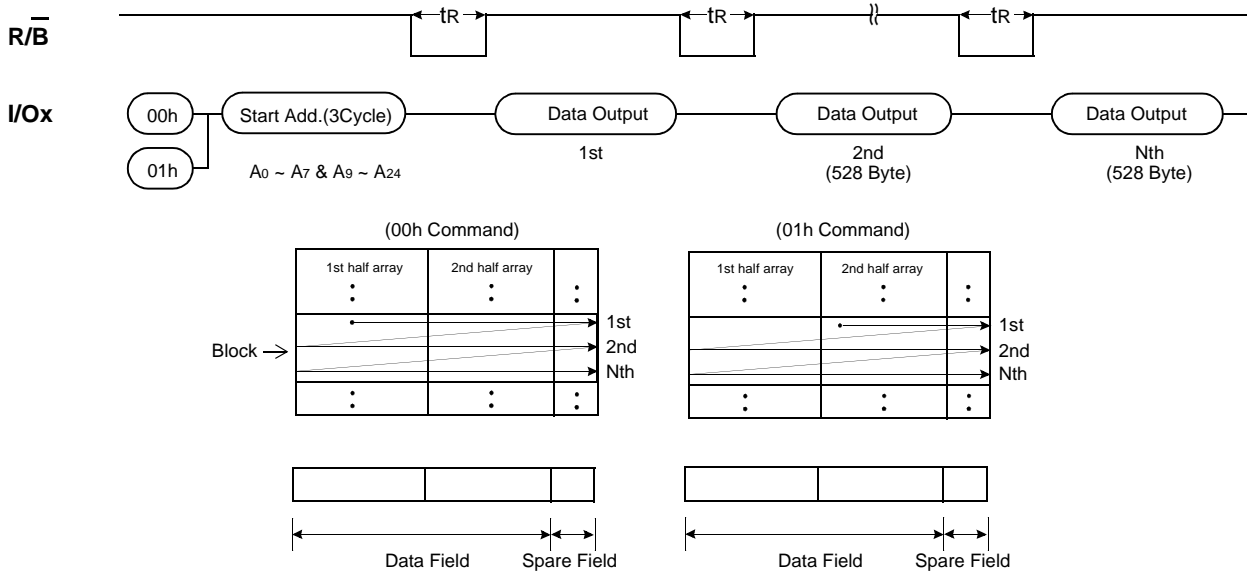 R/B
tR tR tR
I/Ox
00h Start Add.(3Cycle) Data Output Data Output Data Output
01h
A0 ~ A7 & A9 ~ A24
1st 2nd Nth
(528 Byte) (528 Byte)
(00h Command) (01h Command)
1st half array 2nd half array 1st half array 2nd half array
1st 1st
Block 2nd 2nd
Nth Nth
Data Field Spare Field Data Field Spare Field